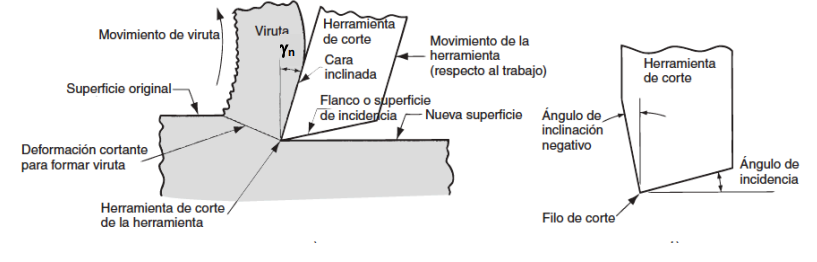 Movimiento de viruta
Viruta
γn
Herramienta
de corte
Cara
inclinada
Movimiento de la
herramienta
(respecto al trabajo)
Superficie original
Flanco o superficie
de incidencia
Nueva superficie
Deformación cortante
para formar viruta
Herramienta de corte
de la herramienta
Herramienta
de corte
Ángulo de
inclinación
negativo
Ángulo de
incidencia
Filo de corte